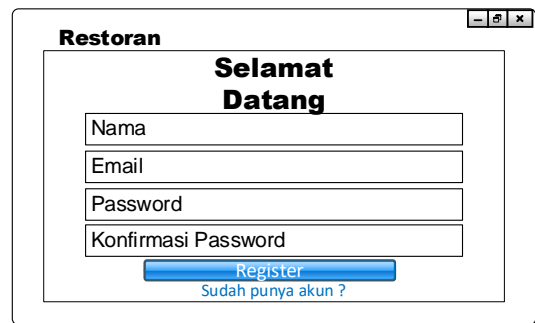 Restoran
Selamat
Datang
Nama
Email
Password
Konfirmasi Password
Register
Sudah punya akun ?